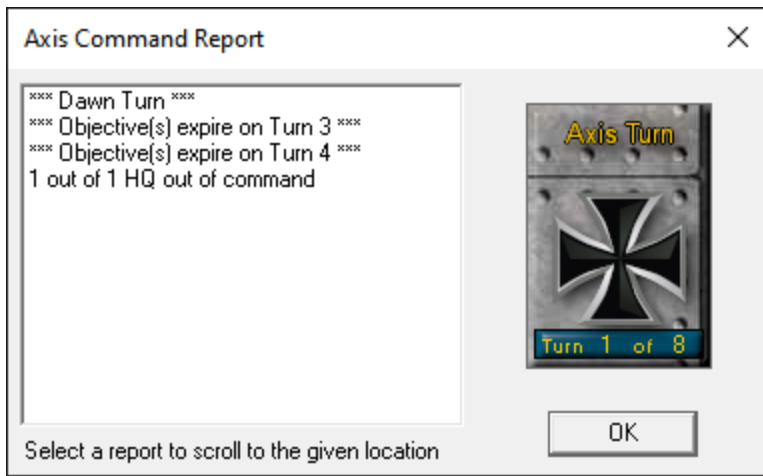 Axis Command Report
*** Dawn Turn ***
*** Objective(s) expire on Turn 3 ***
*** Objective(s) expire on Turn 4 ***
1 out of 1 HQ out of command
Axis Turn
Turn 1 of 8
Select a report to scroll to the given location
OK